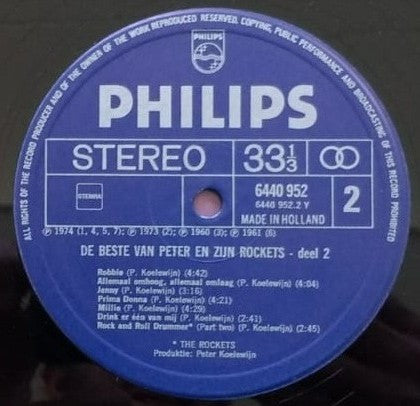 ALL RIGHTS OF THE RECORD PRODUCER AND OF THE OWNER OF THE WORK REPRODUCED RESERVED. COPYING, PUBLIC PERFORMANCE AND BROADCASTING OF THIS RECORD PROHIBITED!
PHILIPS
PHILIPS
STEREO 33 1/3
STEMRA 6440 952 2
6440 952.2 Y
MADE IN HOLLAND
℗ 1974 (1, 4, 5, 7); ℗ 1973 (2); ℗ 1960 (3); ℗ 1961 (6)
DE BESTE VAN PETER EN ZIJN ROCKETS - deel 2
Robbie (P. Koelewijn) (4:42)
Allemaal omhoog, allemaal omlaag (P. Koelewijn) (4:04)
Jenny (P. Koelewijn) (3:16)
Prima Donna (P. Koelewijn) (4:21)
Millie (P. Koelewijn) (4:29)
Drink er één van mij (P. Koelewijn) (2:41)
Rock and Roll Drummer* (Part two) (P. Koelewijn) (2:45)
* THE ROCKETS
Produktie: Peter Koelewijn